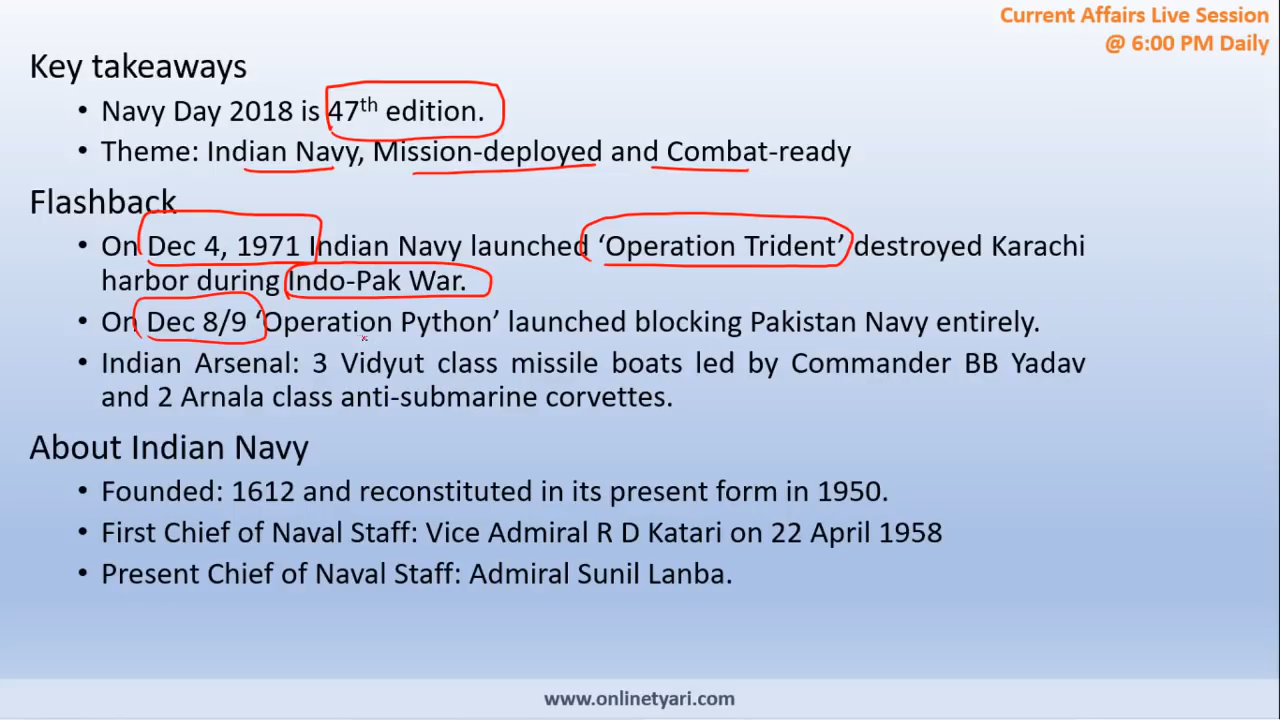 Current Affairs Live Session
@ 6:00 PM Daily
Key takeaways
• Navy Day 2018 is 47th edition.
• Theme: Indian Navy, Mission-deployed and Combat-ready
Flashback
• On Dec 4, 1971 Indian Navy launched ‘Operation Trident’ destroyed Karachi
harbor during Indo-Pak War.
• On Dec 8/9 ‘Operation Python’ launched blocking Pakistan Navy entirely.
• Indian Arsenal: 3 Vidyut class missile boats led by Commander BB Yadav
and 2 Arnala class anti-submarine corvettes.
About Indian Navy
• Founded: 1612 and reconstituted in its present form in 1950.
• First Chief of Naval Staff: Vice Admiral R D Katari on 22 April 1958
• Present Chief of Naval Staff: Admiral Sunil Lanba.
www.onlinetyari.com